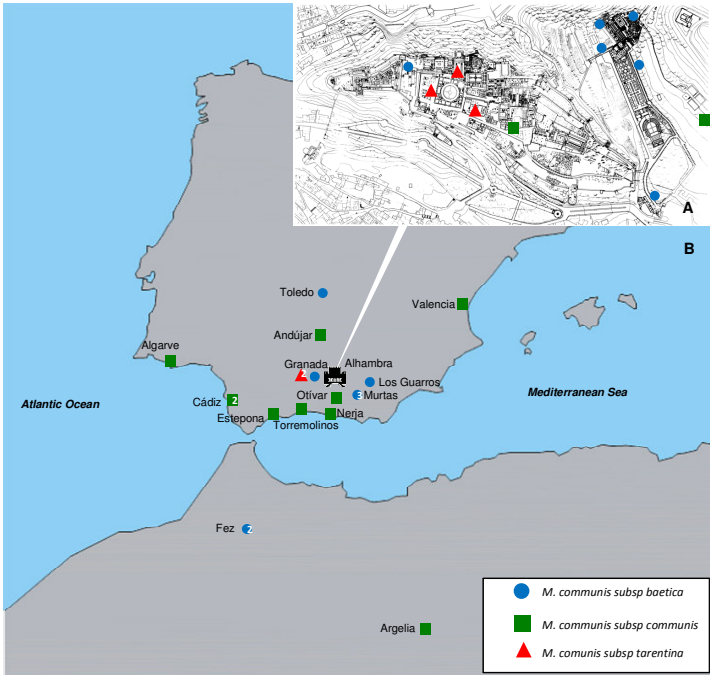 A
B
Toledo
Valencia
Andújar
Algarve
Granada
Alhambra
2
Los Guarros
Otívar
3
Murtas
Cádiz
2
Atlantic Ocean
Mediterranean Sea
Estepona
Nerja
Torremolinos
Fez
2
Argelia
M. communis subsp baetica
M. communis subsp communis
M. comunis subsp tarentina